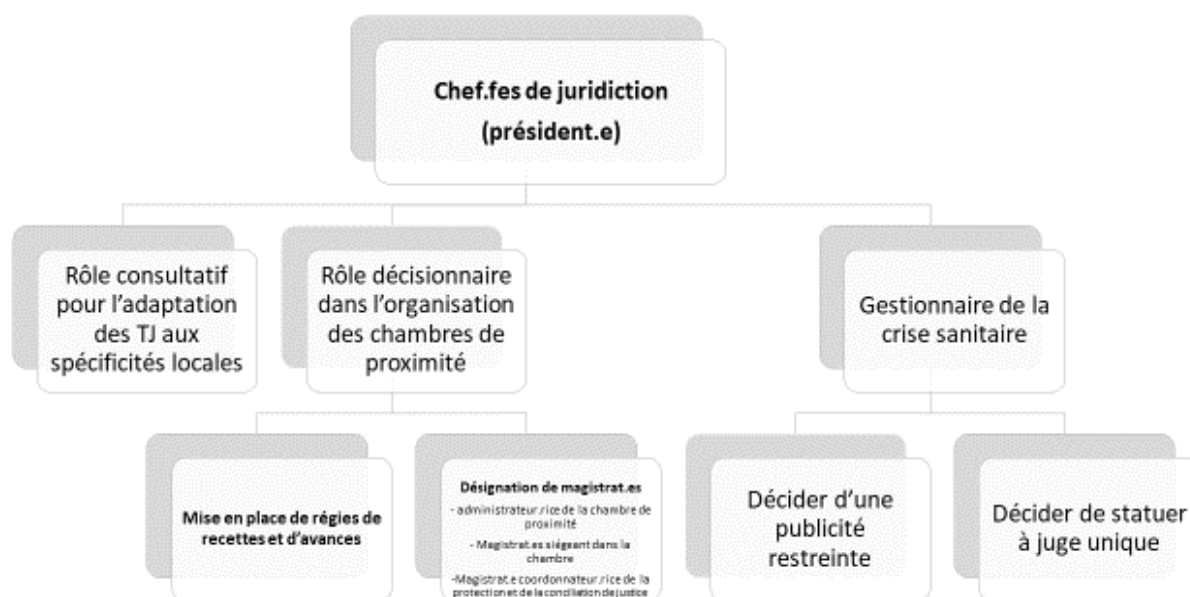 Chef.fes de juridiction
(président.e)
Rôle consultatif
pour l'adaptation
des TJ aux
spécificités locales
Rôle décisionnaire
dans l'organisation
des chambres de
proximité
Gestionnaire de la
crise sanitaire
Mise en place de régies de
recettes et d'avances
Désignation de magistrat.es
- administrateur.rice de la chambre de
proximité
- Magistrat.es siégeant dans la
chambre
-Magistrat.e coordonnateur.rice de la
protection et de la conciliation de justice
Décider d'une
publicité
restreinte
Décider de statuer
à juge unique